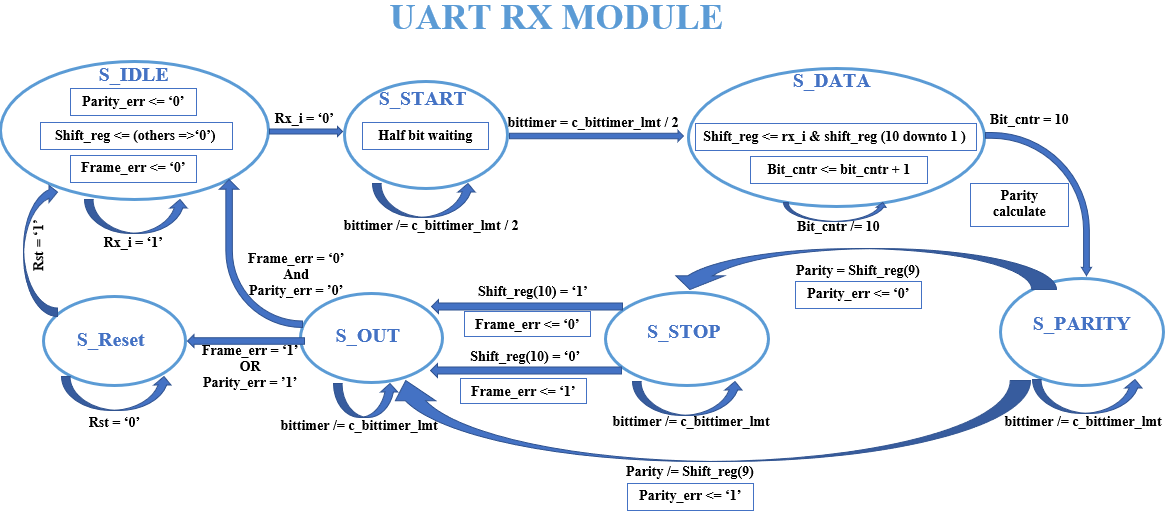 UART RX MODULE
S_IDLE
Parity_err <= ‘0’
Shift_reg <= (others =>‘0’)
Frame_err <= ‘0’
Rx_i = ‘1’
Rx_i = ‘0’
S_START
Half bit waiting
bittimer /= c_bittimer_lmt / 2
bittimer = c_bittimer_lmt / 2
S_DATA
Shift_reg <= rx_i & shift_reg (10 downto 1 )
Bit_cntr <= bit_cntr + 1
Bit_cntr /= 10
Bit_cntr = 10
Parity
calculate
S_PARITY
bittimer /= c_bittimer_lmt
Parity = Shift_reg(9)
Parity_err <= ‘0’
S_STOP
bittimer /= c_bittimer_lmt
Shift_reg(10) = ‘1’
Frame_err <= ‘0’
Shift_reg(10) = ‘0’
Frame_err <= ‘1’
S_OUT
bittimer /= c_bittimer_lmt
Parity /= Shift_reg(9)
Parity_err <= ‘1’
Frame_err = ‘0’
And
Parity_err = ’0’
Frame_err = ‘1’
OR
Parity_err = ’1’
S_Reset
Rst = ‘0’
Rst = ‘1’